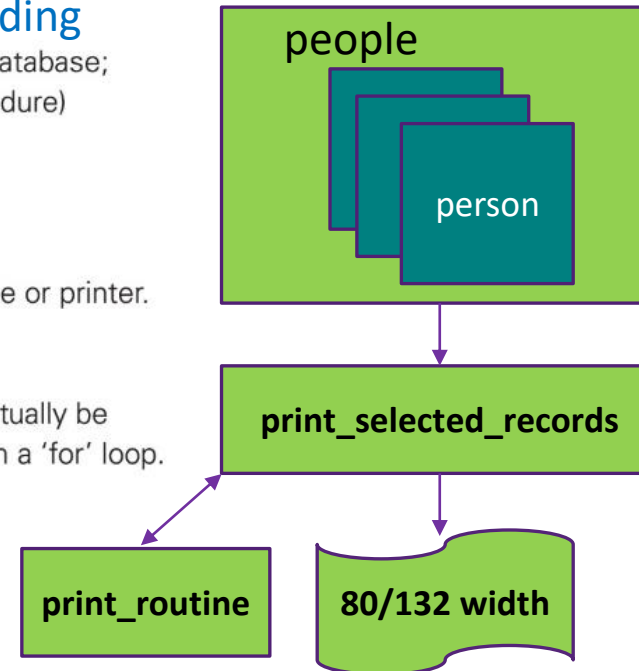 ding
atabase;
dure)
e or printer.
tually be
n a ‘for’ loop.
people
person
print_selected_records
print_routine
80/132 width